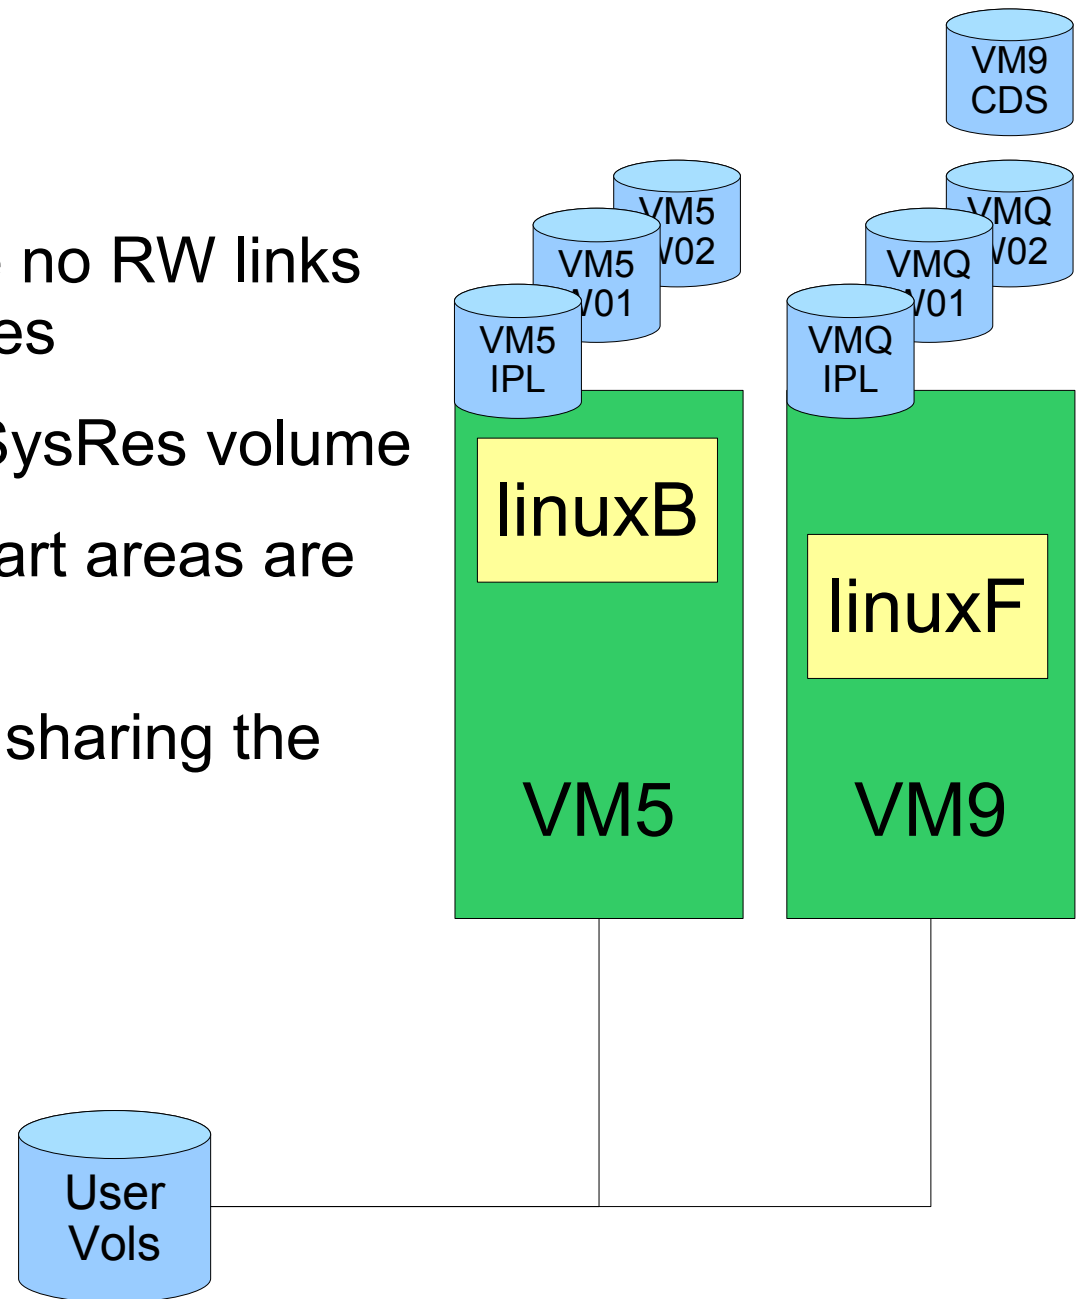 no RW links
es
SysRes volume
art areas are
sharing the
VM9
CDS
VM5
VM5
W01
VM5
IPL
VMQ
VMQ
VMQ
IPL
linuxB
linuxF
VM5
VM9
User
Vols